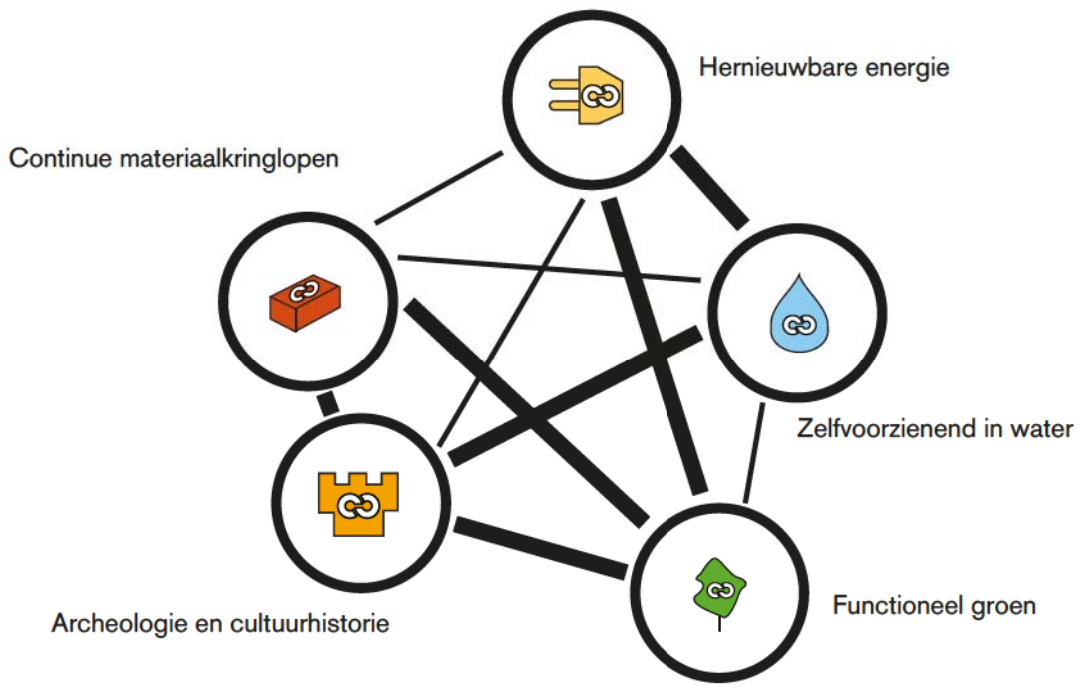 Hernieuwbare energie
Continue materiaalkringlopen
Zelfvoorzienend in water
Functioneel groen
Archeologie en cultuurhistorie